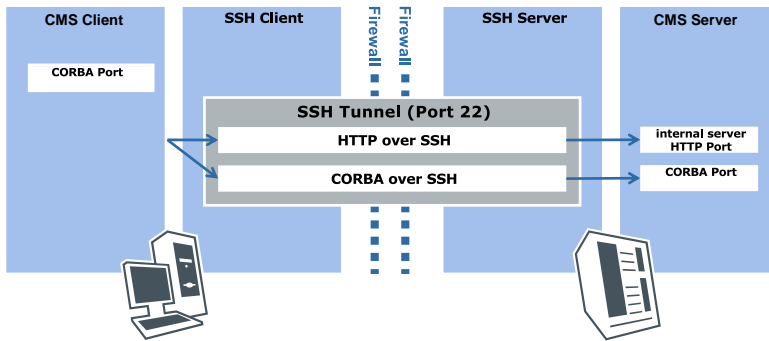 CMS Client
SSH Client
Firewall
Firewall
SSH Server
CMS Server
CORBA Port
SSH Tunnel (Port 22)
HTTP over SSH
internal server
HTTP Port
CORBA over SSH
CORBA Port